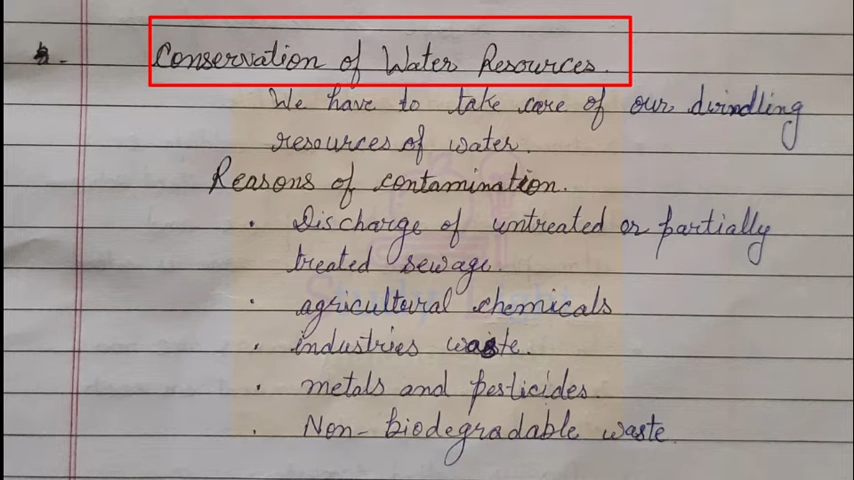 Conservation of Water Resources.
We have to take care of our dwindling
resources of water.
Reasons of contamination.
• Discharge of untreated or partially
treated sewage.
• agricultural chemicals
• industries waste.
• metals and pesticides.
• Non-biodegradable waste.